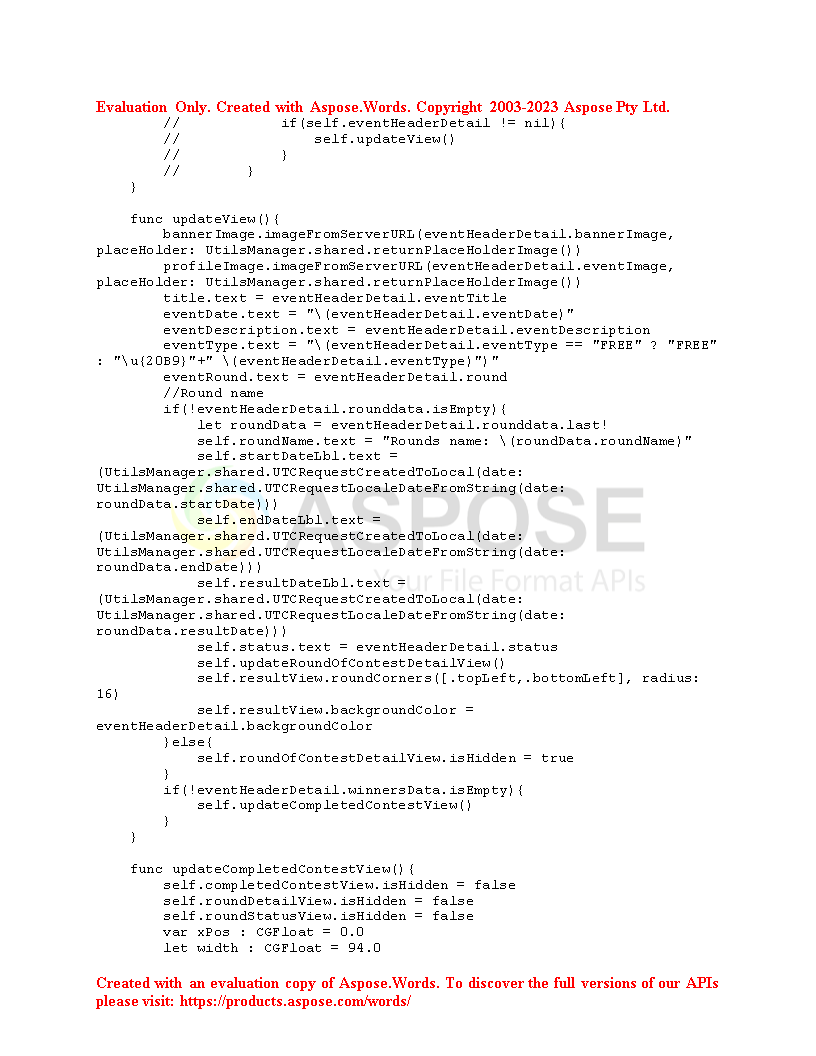 Evaluation Only. Created with Aspose.Words. Copyright 2003-2023 Aspose Pty Ltd.
//            if(self.eventHeaderDetail != nil){
//                self.updateView()
//            }
//        }
}
func updateView(){
bannerImage.imageFromServerURL(eventHeaderDetail.bannerImage,
placeHolder: UtilsManager.shared.returnPlaceHolderImage())
profileImage.imageFromServerURL(eventHeaderDetail.eventImage,
placeHolder: UtilsManager.shared.returnPlaceHolderImage())
title.text = eventHeaderDetail.eventTitle
eventDate.text = "\(eventHeaderDetail.eventDate)"
eventDescription.text = eventHeaderDetail.eventDescription
eventType.text = "\(eventHeaderDetail.eventType == "FREE" ? "FREE"
: "\u{20B9}"+" \(eventHeaderDetail.eventType)")"
eventRound.text = eventHeaderDetail.round
//Round name
if(!eventHeaderDetail.rounddata.isEmpty){
let roundData = eventHeaderDetail.rounddata.last!
self.roundName.text = "Rounds name: \(roundData.roundName)"
self.startDateLbl.text =
(UtilsManager.shared.UTCRequestCreatedToLocal(date:
UtilsManager.shared.UTCRequestLocaleDateFromString(date:
roundData.startDate)))
self.endDateLbl.text =
(UtilsManager.shared.UTCRequestCreatedToLocal(date:
UtilsManager.shared.UTCRequestLocaleDateFromString(date:
roundData.endDate)))
self.resultDateLbl.text =
(UtilsManager.shared.UTCRequestCreatedToLocal(date:
UtilsManager.shared.UTCRequestLocaleDateFromString(date:
roundData.resultDate)))
self.status.text = eventHeaderDetail.status
self.updateRoundOfContestDetailView()
self.resultView.roundCorners([.topLeft,.bottomLeft], radius:
16)
self.resultView.backgroundColor =
eventHeaderDetail.backgroundColor
}else{
self.roundOfContestDetailView.isHidden = true
}
if(!eventHeaderDetail.winnersData.isEmpty){
self.updateCompletedContestView()
}
}
func updateCompletedContestView(){
self.completedContestView.isHidden = false
self.roundDetailView.isHidden = false
self.roundStatusView.isHidden = false
var xPos : CGFloat = 0.0
let width : CGFloat = 94.0
Created with an evaluation copy of Aspose.Words. To discover the full versions of our APIs
please visit: https://products.aspose.com/words/
ASPOSE
Your File Format APIs